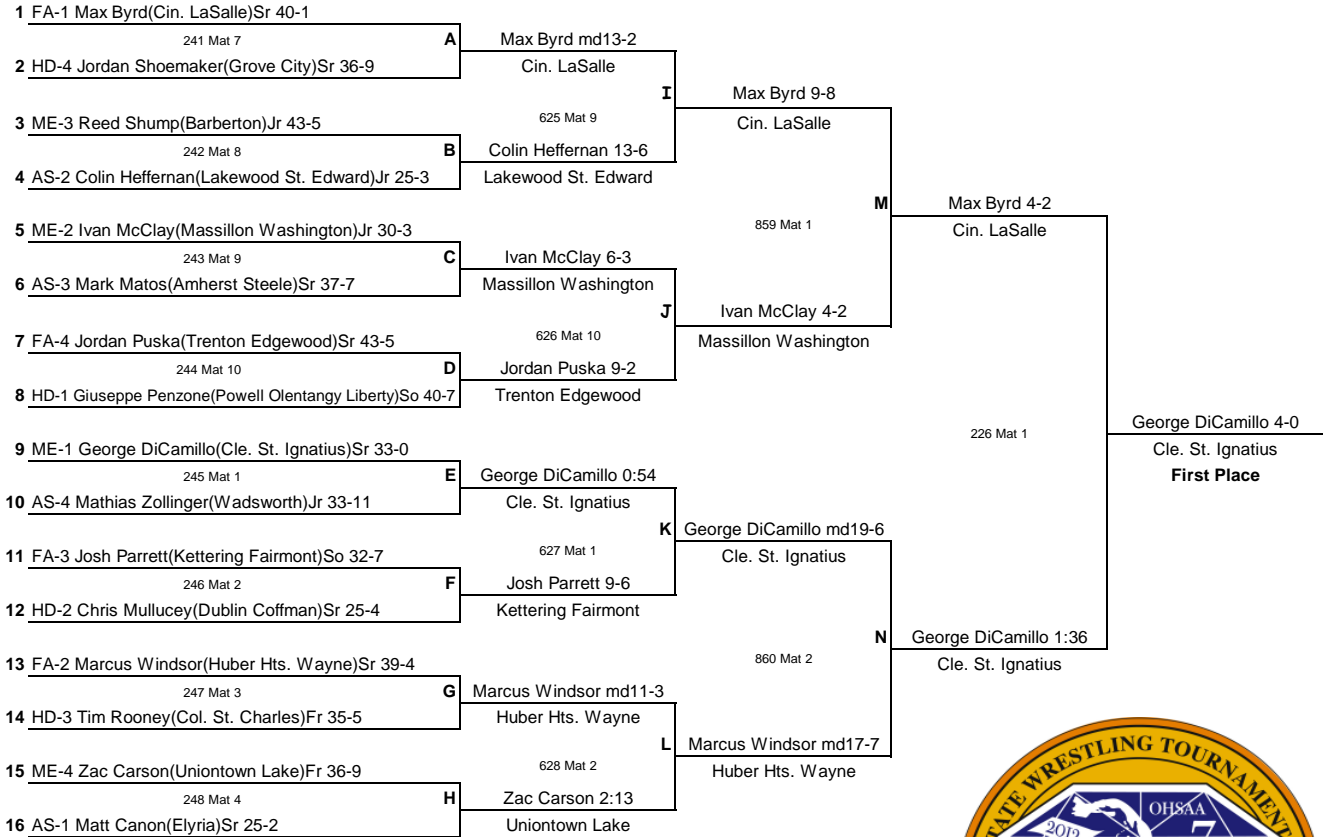 1 FA-1 Max Byrd(Cin. LaSalle)Sr 40-1
241 Mat 7
A
2 HD-4 Jordan Shoemaker(Grove City)Sr 36-9
Max Byrd md13-2
Cin. LaSalle
3 ME-3 Reed Shump(Barberton)Jr 43-5
242 Mat 8
B
4 AS-2 Colin Heffernan(Lakewood St. Edward)Jr 25-3
I
625 Mat 9
Colin Heffernan 13-6
Lakewood St. Edward
Max Byrd 9-8
Cin. LaSalle
5 ME-2 Ivan McClay(Massillon Washington)Jr 30-3
243 Mat 9
C
6 AS-3 Mark Matos(Amherst Steele)Sr 37-7
Ivan McClay 6-3
Massillon Washington
7 FA-4 Jordan Puska(Trenton Edgewood)Sr 43-5
244 Mat 10
D
8 HD-1 Giuseppe Penzone(Powell Olentangy Liberty)So 40-7
J
626 Mat 10
Jordan Puska 9-2
Trenton Edgewood
Ivan McClay 4-2
Massillon Washington
M
859 Mat 1
Max Byrd 4-2
Cin. LaSalle
9 ME-1 George DiCamillo(Cle. St. Ignatius)Sr 33-0
245 Mat 1
E
10 AS-4 Mathias Zollinger(Wadsworth)Jr 33-11
George DiCamillo 0:54
Cle. St. Ignatius
11 FA-3 Josh Parrett(Kettering Fairmont)So 32-7
246 Mat 2
F
12 HD-2 Chris Mullucey(Dublin Coffman)Sr 25-4
K
627 Mat 1
Josh Parrett 9-6
Kettering Fairmont
George DiCamillo md19-6
Cle. St. Ignatius
13 FA-2 Marcus Windsor(Huber Hts. Wayne)Sr 39-4
247 Mat 3
G
14 HD-3 Tim Rooney(Col. St. Charles)Fr 35-5
Marcus Windsor md11-3
Huber Hts. Wayne
15 ME-4 Zac Carson(Uniontown Lake)Fr 36-9
248 Mat 4
H
16 AS-1 Matt Canon(Elyria)Sr 25-2
L
628 Mat 2
Zac Carson 2:13
Uniontown Lake
Marcus Windsor md17-7
Huber Hts. Wayne
N
860 Mat 2
George DiCamillo 1:36
Cle. St. Ignatius
226 Mat 1
George DiCamillo 4-0
Cle. St. Ignatius
First Place
STATE WRESTLING TOURNAMENT
OHSAA
2012
7